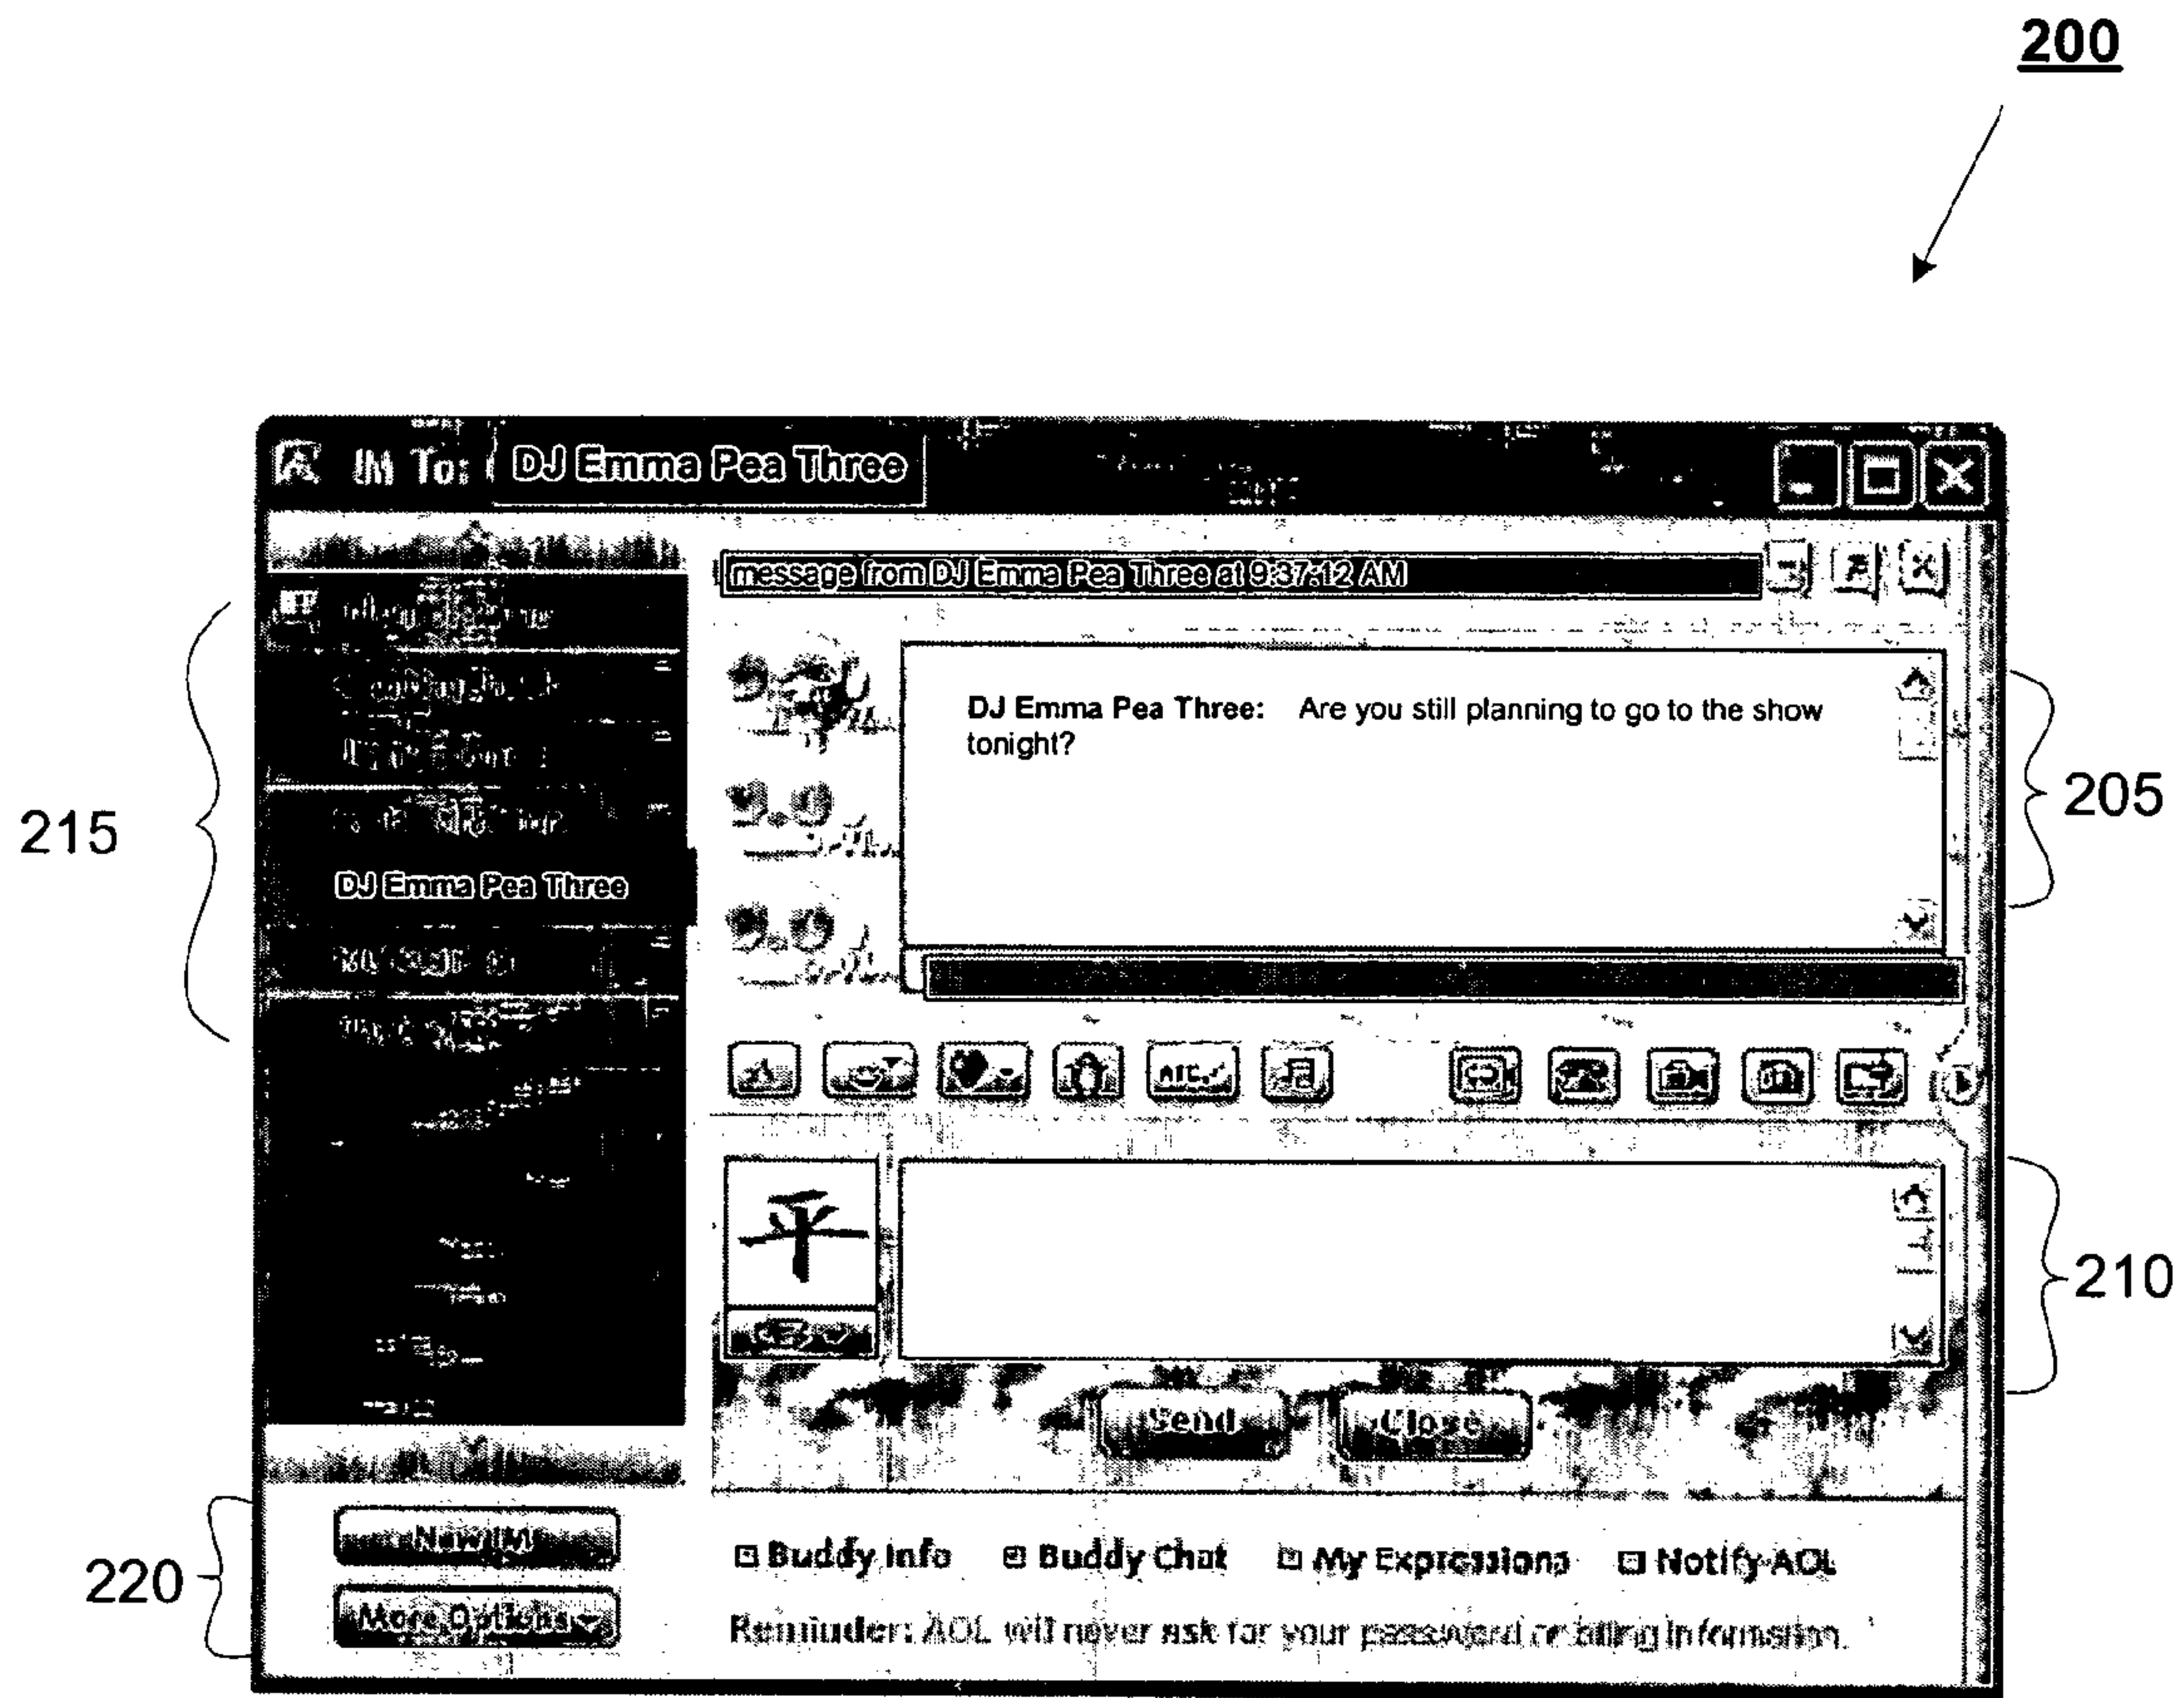 200
IM To: DJ Emma Pea Three
message from DJ Emma Pea Three at 9:37:12 AM
DJ Emma Pea Three: Are you still planning to go to the show
tonight?
205
215
DJ Emma Pea Three
平
210
Send Close
220
New IM
More Options
Buddy Info Buddy Chat My Expressions Notify AOL
Reminder: AOL will never ask for your password or billing information.